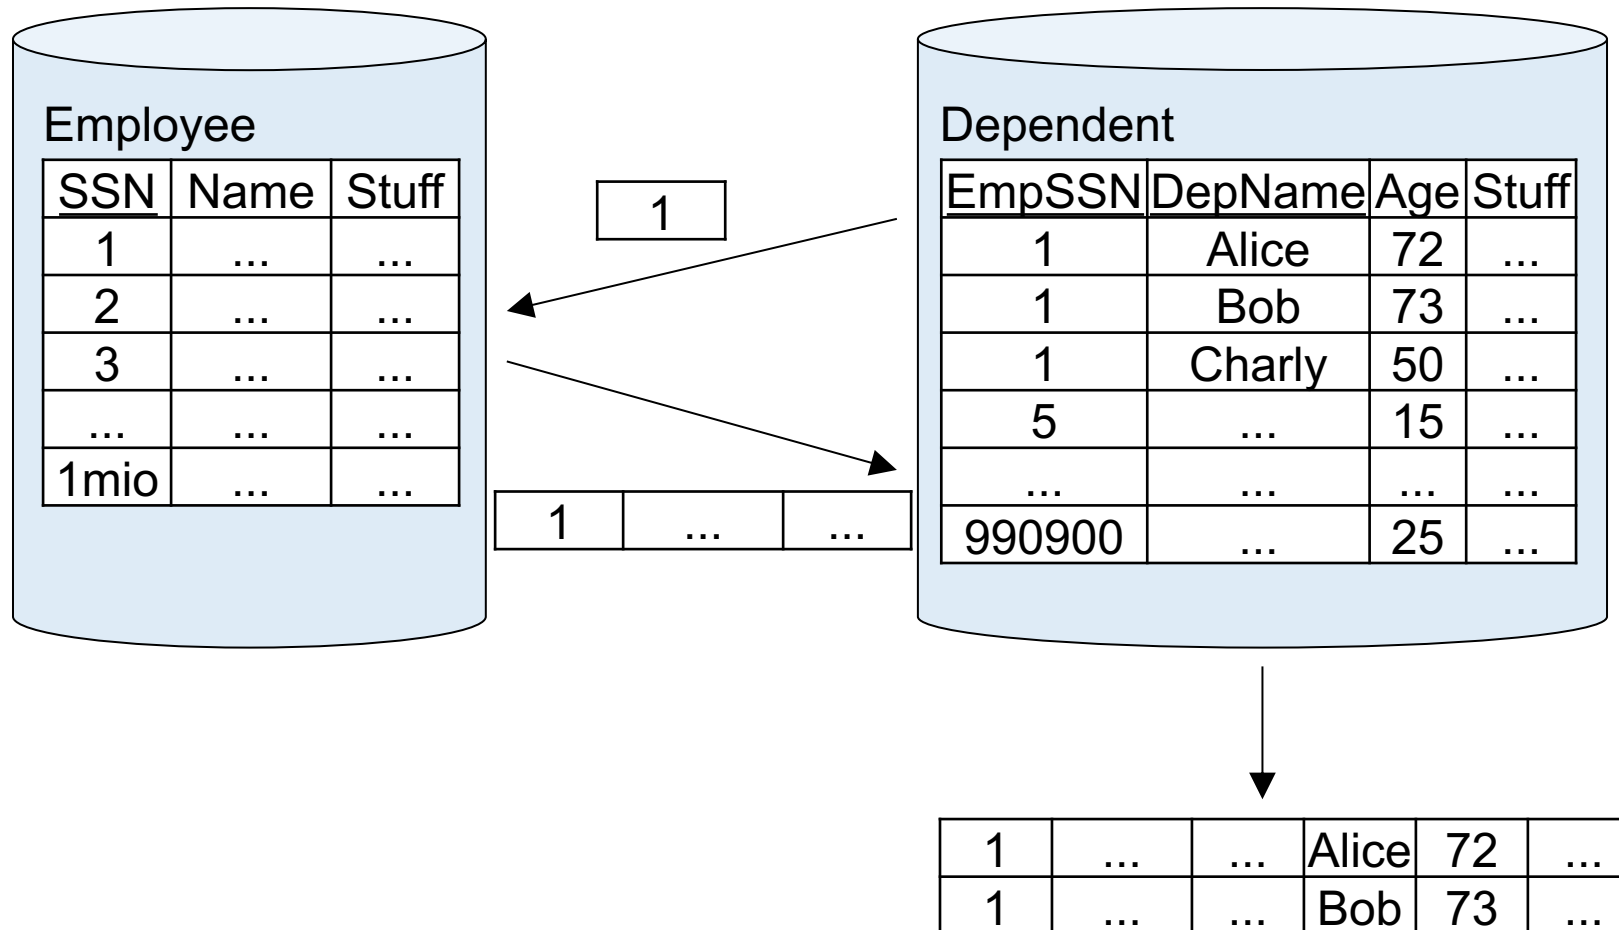 Employee
SSN Name Stuff
1 ... ...
2 ... ...
3 ... ...
... ... ...
1mio ... ...
1
1 ... ...
Dependent
EmpSSN DepName Age Stuff
1 Alice 72 ...
1 Bob 73 ...
1 Charly 50 ...
5 ... 15 ...
... ... ... ...
990900 ... 25 ...
1 ... ... Alice 72 ...
1 ... ... Bob 73 ...